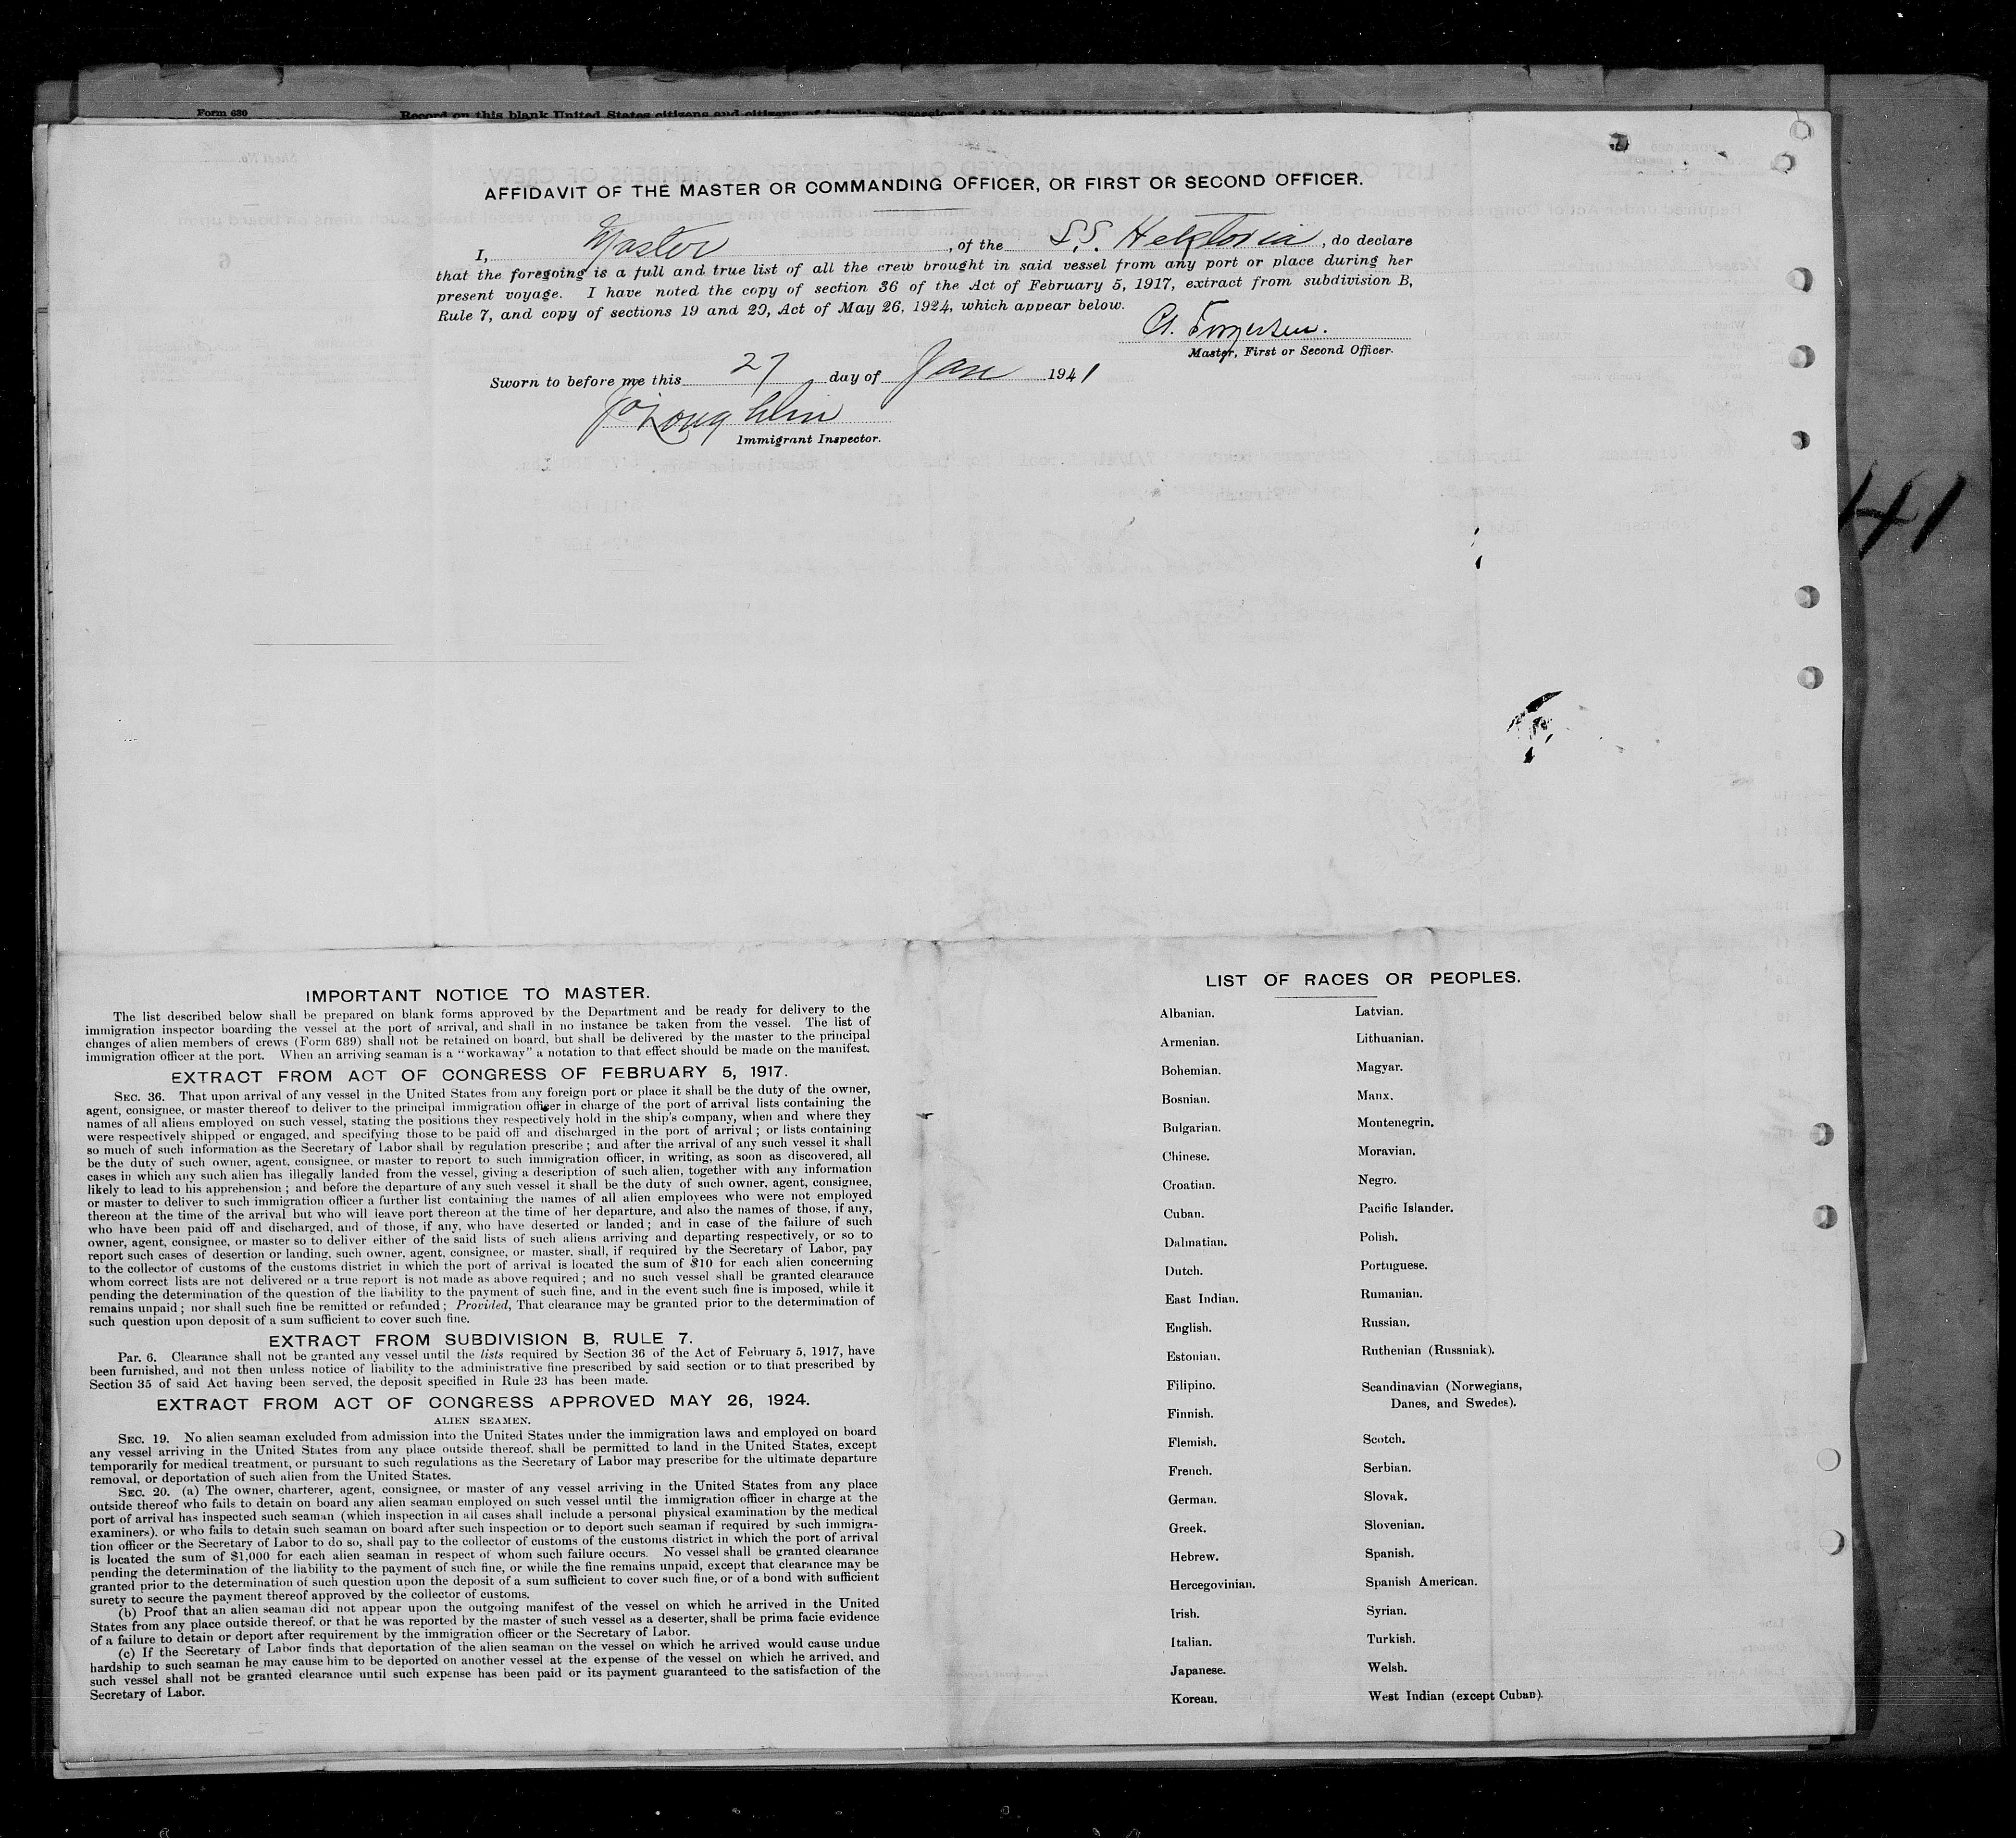 Form 630
Record on this blank United States citizens and citizens of insular possessions of the United States arriving at a port of
AFFIDAVIT OF THE MASTER OR COMMANDING OFFICER, OR FIRST OR SECOND OFFICER.
I, Master, of the S.S. Hektoria, do declare
that the foregoing is a full and true list of all the crew brought in said vessel from any port or place during her
present voyage. I have noted the copy of section 36 of the Act of February 5, 1917, extract from subdivision B,
Rule 7, and copy of sections 19 and 20, Act of May 26, 1924, which appear below.
A.
Master, First or Second Officer.
Sworn to before me this 27 day of Jan 1941
Immigrant Inspector.
41
IMPORTANT NOTICE TO MASTER.
The list described below shall be prepared on blank forms approved by the Department and be ready for delivery to the
immigration inspector boarding the vessel at the port of arrival, and shall in no instance be taken from the vessel. The list of
changes of alien members of crews (Form 689) shall not be retained on board, but shall be delivered by the master to the principal
immigration officer at the port. When an arriving seaman is a "workaway" a notation to that effect should be made on the manifest.
EXTRACT FROM ACT OF CONGRESS OF FEBRUARY 5, 1917.
SEC. 36. That upon arrival of any vessel in the United States from any foreign port or place it shall be the duty of the owner,
agent, consignee, or master thereof to deliver to the principal immigration officer in charge of the port of arrival lists containing the
names of all aliens employed on such vessel, stating the positions they respectively hold in the ship's company, when and where they
were respectively shipped or engaged, and specifying those to be paid off and discharged in the port of arrival; or lists containing
so much of such information as the Secretary of Labor shall by regulation prescribe; and after the arrival of any such vessel it shall
be the duty of such owner, agent, consignee, or master to report to such immigration officer, in writing, as soon as discovered, all
cases in which any such alien has illegally landed from the vessel, giving a description of such alien, together with any information
likely to lead to his apprehension; and before the departure of any such vessel it shall be the duty of such owner, agent, consignee,
or master to deliver to such immigration officer a further list containing the names of all alien employees who were not employed
thereon at the time of the arrival but who will leave port thereon at the time of her departure, and also the names of those, if any,
who have been paid off and discharged, and of those, if any, who have deserted or landed; and in case of the failure of such
owner, agent, consignee, or master so to deliver either of the said lists of such aliens arriving and departing respectively, or so to
report such cases of desertion or landing, such owner, agent, consignee, or master, shall, if required by the Secretary of Labor, pay
to the collector of customs of the customs district in which the port of arrival is located the sum of $10 for each alien concerning
whom correct lists are not delivered or a true report is not made as above required; and no such vessel shall be granted clearance
pending the determination of the question of the liability to the payment of such fine, and in the event such fine is imposed, while it
remains unpaid; nor shall such fine be remitted or refunded; Provided, That clearance may be granted prior to the determination of
such question upon deposit of a sum sufficient to cover such fine.
EXTRACT FROM SUBDIVISION B, RULE 7.
Par. 6. Clearance shall not be granted any vessel until the lists required by Section 36 of the Act of February 5, 1917, have
been furnished, and not then unless notice of liability to the administrative fine prescribed by said section or to that prescribed by
Section 35 of said Act having been served, the deposit specified in Rule 23 has been made.
EXTRACT FROM ACT OF CONGRESS APPROVED MAY 26, 1924.
ALIEN SEAMEN.
SEC. 19. No alien seaman excluded from admission into the United States under the immigration laws and employed on board
any vessel arriving in the United States from any place outside thereof, shall be permitted to land in the United States, except
temporarily for medical treatment, or pursuant to such regulations as the Secretary of Labor may prescribe for the ultimate departure
removal, or deportation of such alien from the United States.
SEC. 20. (a) The owner, charterer, agent, consignee, or master of any vessel arriving in the United States from any place
outside thereof who fails to detain on board any alien seaman employed on such vessel until the immigration officer in charge at the
port of arrival has inspected such seaman (which inspection in all cases shall include a personal physical examination by the medical
examiners), or who fails to detain such seaman on board after such inspection or to deport such seaman if required by such immigra-
tion officer or the Secretary of Labor to do so, shall pay to the collector of customs of the customs district in which the port of arrival
is located the sum of $1,000 for each alien seaman in respect of whom such failure occurs. No vessel shall be granted clearance
pending the determination of the liability to the payment of such fine, or while the fine remains unpaid, except that clearance may be
granted prior to the determination of such question upon the deposit of a sum sufficient to cover such fine, or of a bond with sufficient
surety to secure the payment thereof approved by the collector of customs.
(b) Proof that an alien seaman did not appear upon the outgoing manifest of the vessel on which he arrived in the United
States from any place outside thereof, or that he was reported by the master of such vessel as a deserter, shall be prima facie evidence
of a failure to detain or deport after requirement by the immigration officer or the Secretary of Labor.
(c) If the Secretary of Labor finds that deportation of the alien seaman on the vessel on which he arrived would cause undue
hardship to such seaman he may cause him to be deported on another vessel at the expense of the vessel on which he arrived, and
such vessel shall not be granted clearance until such expense has been paid or its payment guaranteed to the satisfaction of the
Secretary of Labor.
LIST OF RACES OR PEOPLES.
Albanian.
Armenian.
Bohemian.
Bosnian.
Bulgarian.
Chinese.
Croatian.
Cuban.
Dalmatian.
Dutch.
East Indian.
English.
Estonian.
Filipino.
Finnish.
Flemish.
French.
German.
Greek.
Hebrew.
Hercegovinian.
Irish.
Italian.
Japanese.
Korean.
Latvian.
Lithuanian.
Magyar.
Manx.
Montenegrin.
Moravian.
Negro.
Pacific Islander.
Polish.
Portuguese.
Rumanian.
Russian.
Ruthenian (Russniak).
Scandinavian (Norwegians,
Danes, and Swedes).
Scotch.
Serbian.
Slovak.
Slovenian.
Spanish.
Spanish American.
Syrian.
Turkish.
Welsh.
West Indian (except Cuban).